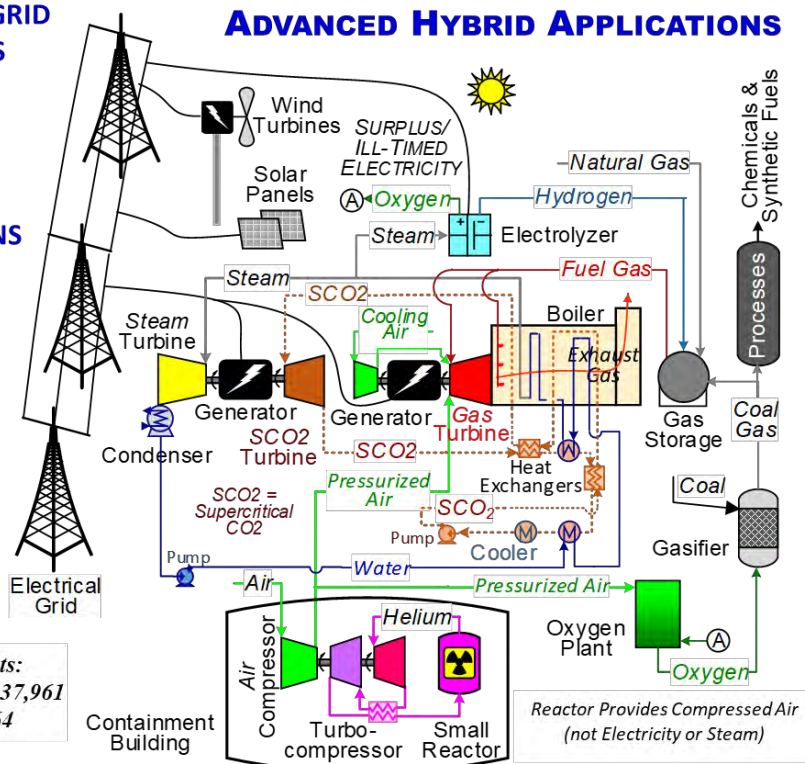 GRID
S
NS
ADVANCED HYBRID APPLICATIONS
Wind
Turbines
Solar
Panels
SURPLUS/
ILL-TIMED
ELECTRICITY
A
Oxygen
+ -
Electrolyzer
Steam
Hydrogen
Natural Gas
Chemicals &
Synthetic Fuels
Processes
Steam
SCO2
Cooling
Air
Fuel Gas
Boiler
Exhaust
Gas
Steam
Turbine
Generator
SCO2
Turbine
Generator
Gas
Turbine
Gas
Storage
Coal
Gas
Condenser
SCO2
Heat
Exchangers
Pressurized
Air
SCO2 =
Supercritical
CO2
SCO₂
Pump
Cooler
Coal
Gasifier
Pump
Water
Electrical
Grid
Air
Pressurized Air
Oxygen
Plant
A
Oxygen
Air
Compressor
Helium
Turbo-
compressor
Small
Reactor
Containment
Building
ts:
37,961
64
Reactor Provides Compressed Air
(not Electricity or Steam)